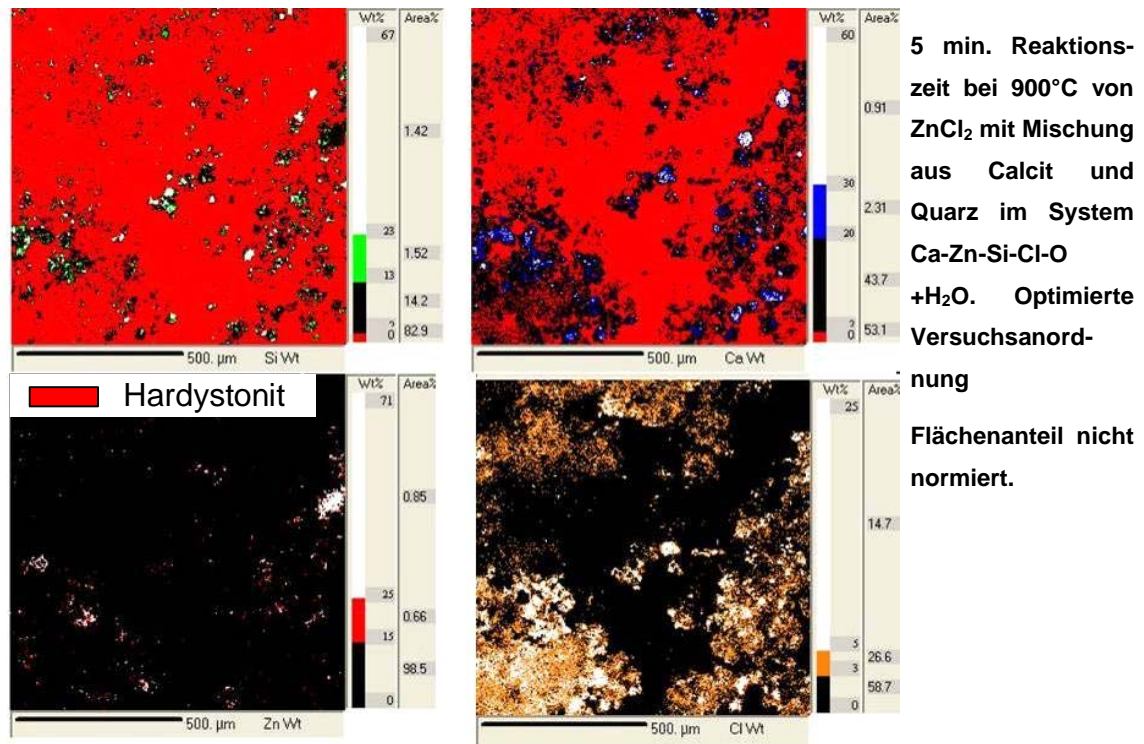 Wt%
Area%
67
1.42
23
1.52
13
14.2
0
82.9
500. µm
Si Wt
Wt%
Area%
60
0.91
30
2.31
20
43.7
0
53.1
500. µm
Ca Wt
5 min. Reaktions-
zeit bei 900°C von
ZnCl₂ mit Mischung
aus Calcit und
Quarz im System
Ca-Zn-Si-Cl-O
+H₂O. Optimierte
Versuchsanord-
nung
Flächenanteil nicht
normiert.
Hardystonit
Wt%
Area%
71
0.85
25
0.66
15
98.5
0
500. µm
Zn Wt
Wt%
Area%
25
14.7
5
26.6
3
58.7
0
500. µm
Cl Wt